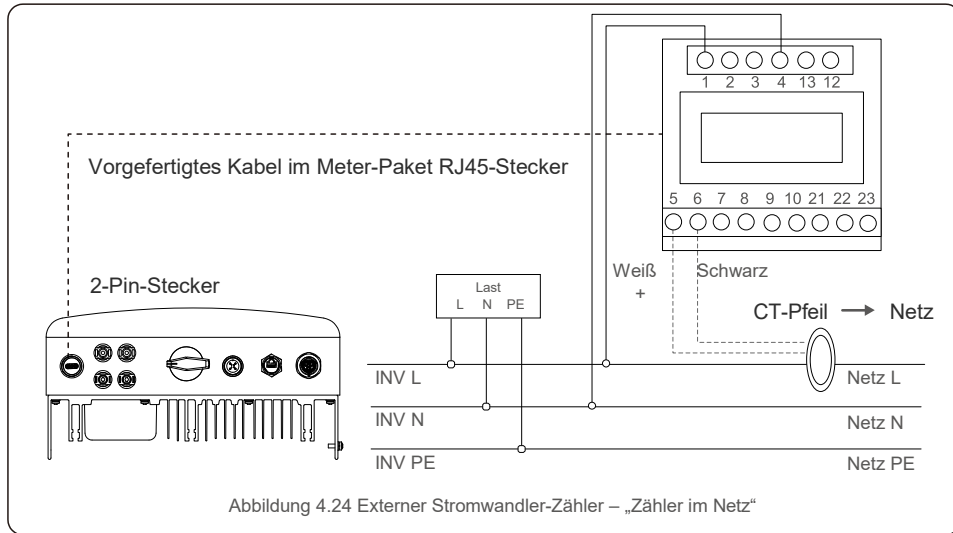 1 2 3 4 13 12
Vorgefertigtes Kabel im Meter-Paket RJ45-Stecker
5 6 7 8 9 10 21 22 23
Weiß Schwarz
+
2-Pin-Stecker
Last
L N PE
CT-Pfeil → Netz
INV L Netz L
INV N Netz N
INV PE Netz PE
Abbildung 4.24 Externer Stromwandler-Zähler – „Zähler im Netz“